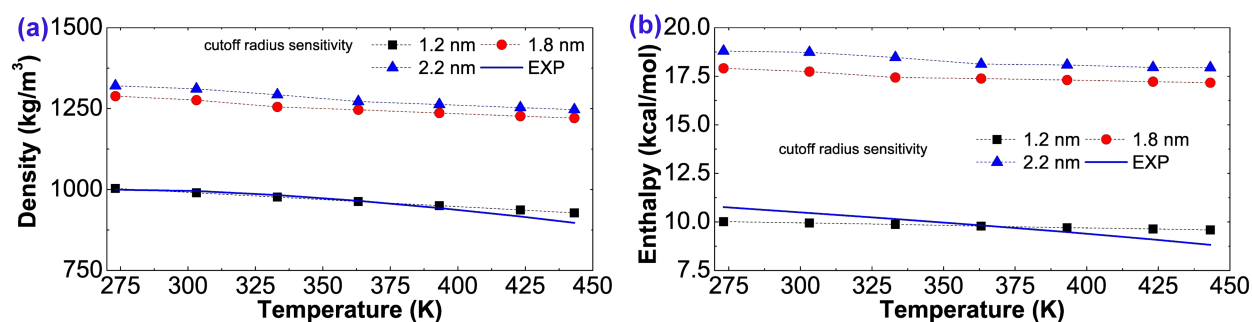 (a)
1500
1250
1000
750
Density (kg/m³)
cutoff radius sensitivity
1.2 nm
1.8 nm
2.2 nm
EXP
275 300 325 350 375 400 425 450
Temperature (K)
(b)
20.0
17.5
15.0
12.5
10.0
7.5
Enthalpy (kcal/mol)
1.2 nm
1.8 nm
cutoff radius sensitivity
2.2 nm
EXP
275 300 325 350 375 400 425 450
Temperature (K)